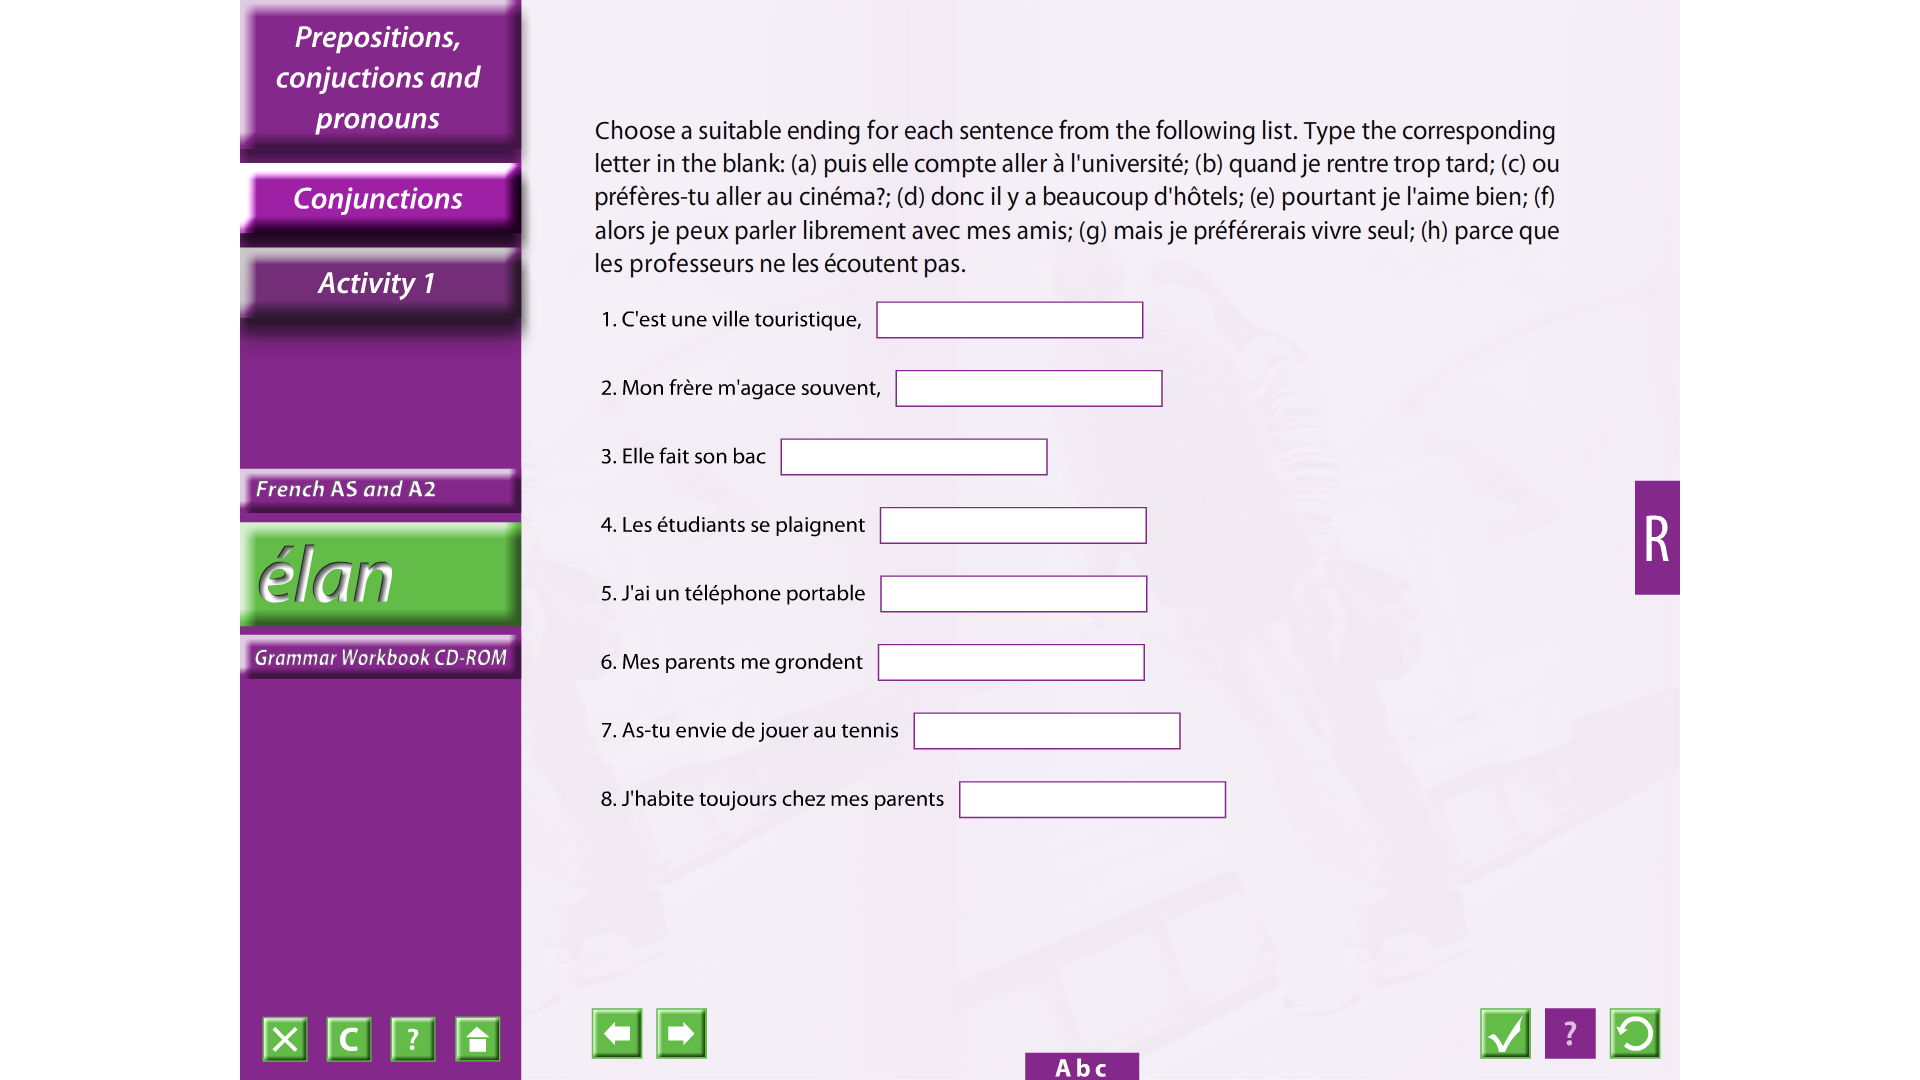 Prepositions,
conjuctions and
pronouns
Conjunctions
Activity 1
French AS and A2
élan
Grammar Workbook CD-ROM
C
?
Choose a suitable ending for each sentence from the following list. Type the corresponding
letter in the blank: (a) puis elle compte aller à l'université; (b) quand je rentre trop tard; (c) ou
préfères-tu aller au cinéma?; (d) donc il y a beaucoup d'hôtels; (e) pourtant je l'aime bien; (f)
alors je peux parler librement avec mes amis; (g) mais je préférerais vivre seul; (h) parce que
les professeurs ne les écoutent pas.
1. C'est une ville touristique,
2. Mon frère m'agace souvent,
3. Elle fait son bac
4. Les étudiants se plaignent
5. J'ai un téléphone portable
6. Mes parents me grondent
7. As-tu envie de jouer au tennis
8. J'habite toujours chez mes parents
R
?
Abc